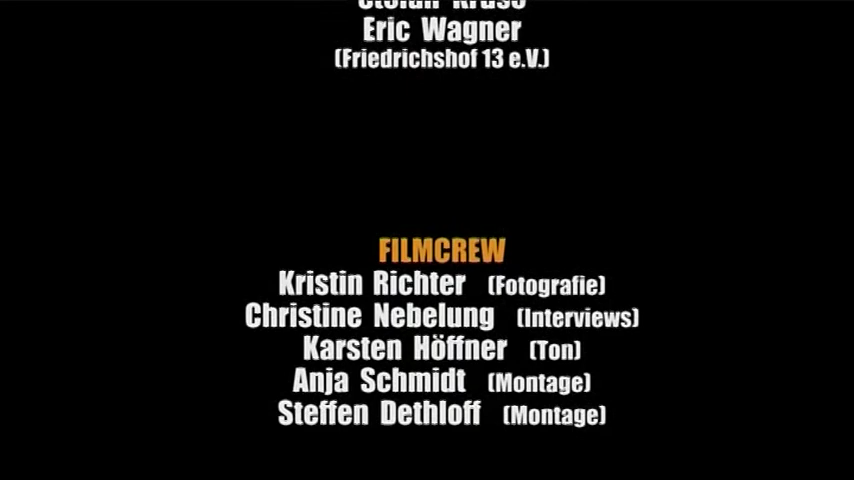 Eric Wagner
(Friedrichshof 13 e.V.)
FILMCREW
Kristin Richter (Fotografie)
Christine Nebelung (Interviews)
Karsten Höffner (Ton)
Anja Schmidt (Montage)
Steffen Dethloff (Montage)